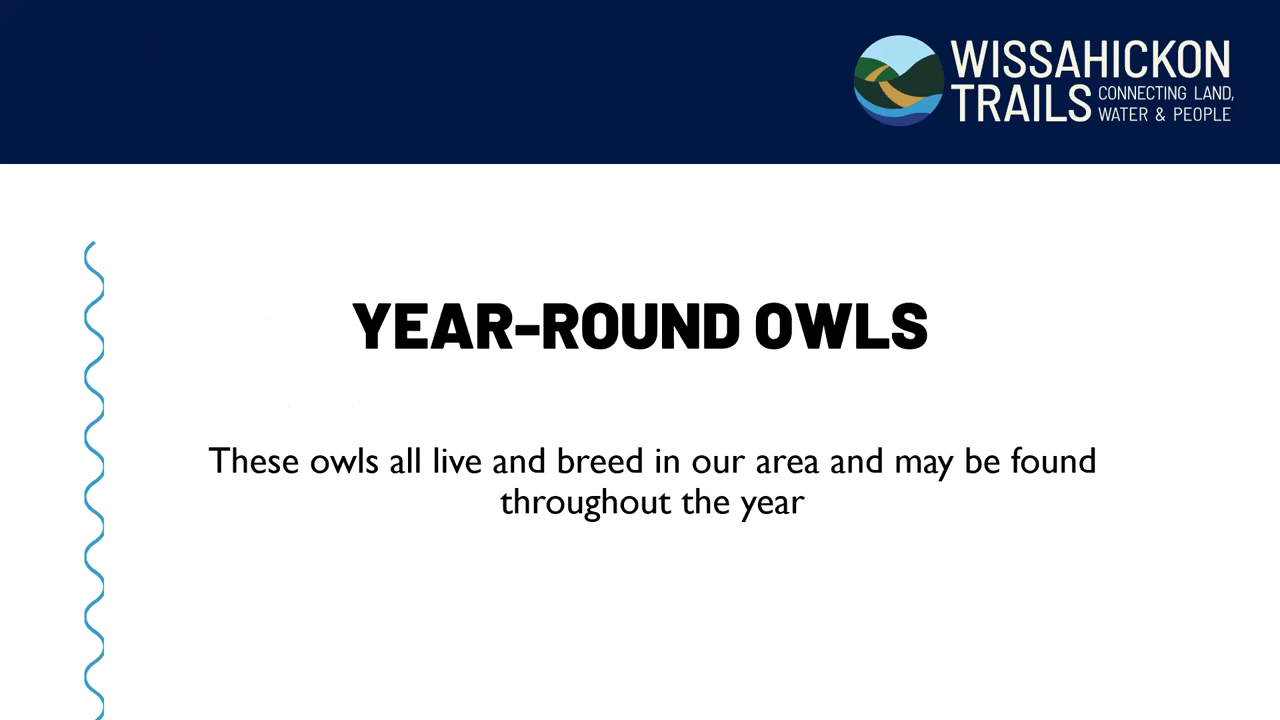 WISSAHICKON
TRAILS CONNECTING LAND,
WATER & PEOPLE
YEAR-ROUND OWLS
These owls all live and breed in our area and may be found
throughout the year